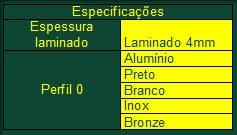 Especificações
Espessura
laminado
Laminado 4mm
Perfil 0
Alumínio
Preto
Branco
Inox
Bronze